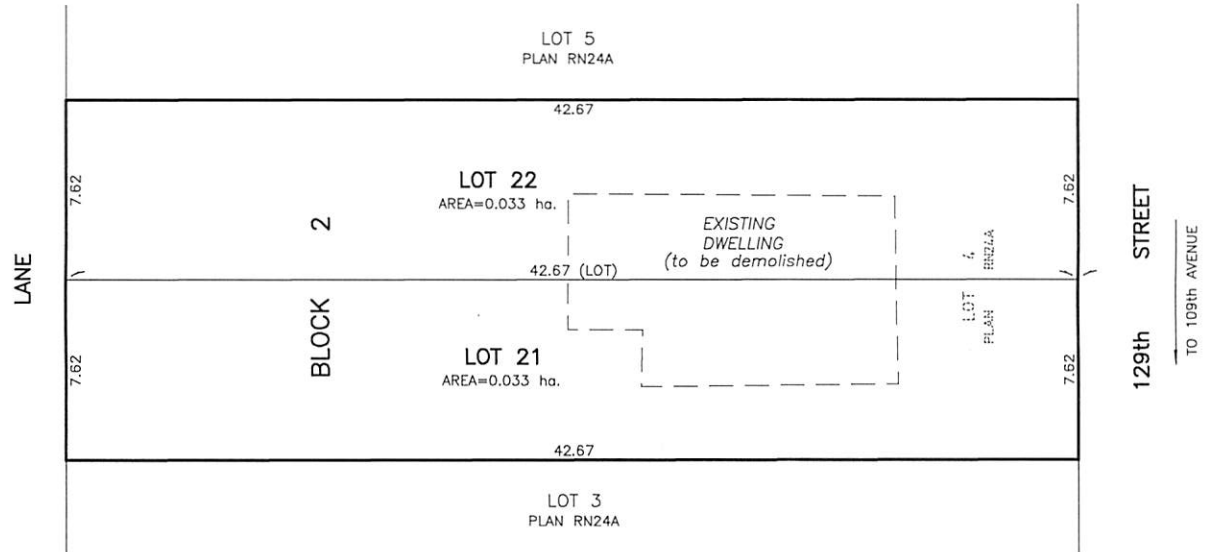 LOT 5
PLAN RN24A
42.67
7.62
LOT 22
AREA=0.033 ha.
7.62
EXISTING
DWELLING
(to be demolished)
BLOCK 2
42.67 (LOT)
LOT 4
PLAN RN24A
LANE
129th STREET
TO 109th AVENUE
7.62
LOT 21
AREA=0.033 ha.
7.62
42.67
LOT 3
PLAN RN24A